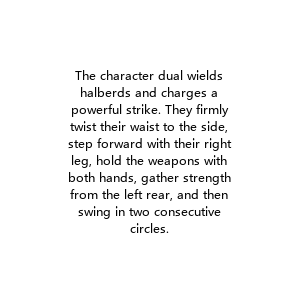 The character dual wields
halberds and charges a
powerful strike. They firmly
twist their waist to the side,
step forward with their right
leg, hold the weapons with
both hands, gather strength
from the left rear, and then
swing in two consecutive
circles.